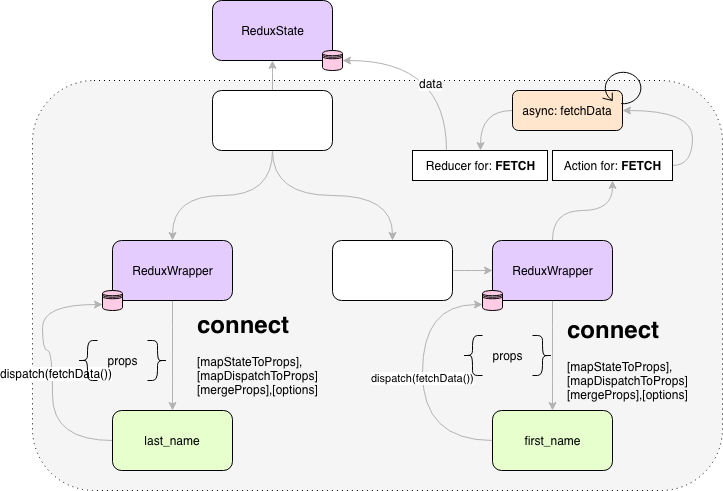 ReduxState
data
async: fetchData
Reducer for: FETCH
Action for: FETCH
ReduxWrapper
ReduxWrapper
connect
props
[mapStateToProps],
[mapDispatchToProps]
[mergeProps],[options]
dispatch(fetchData())
connect
props
[mapStateToProps],
[mapDispatchToProps]
[mergeProps],[options]
dispatch(fetchData())
last_name
first_name